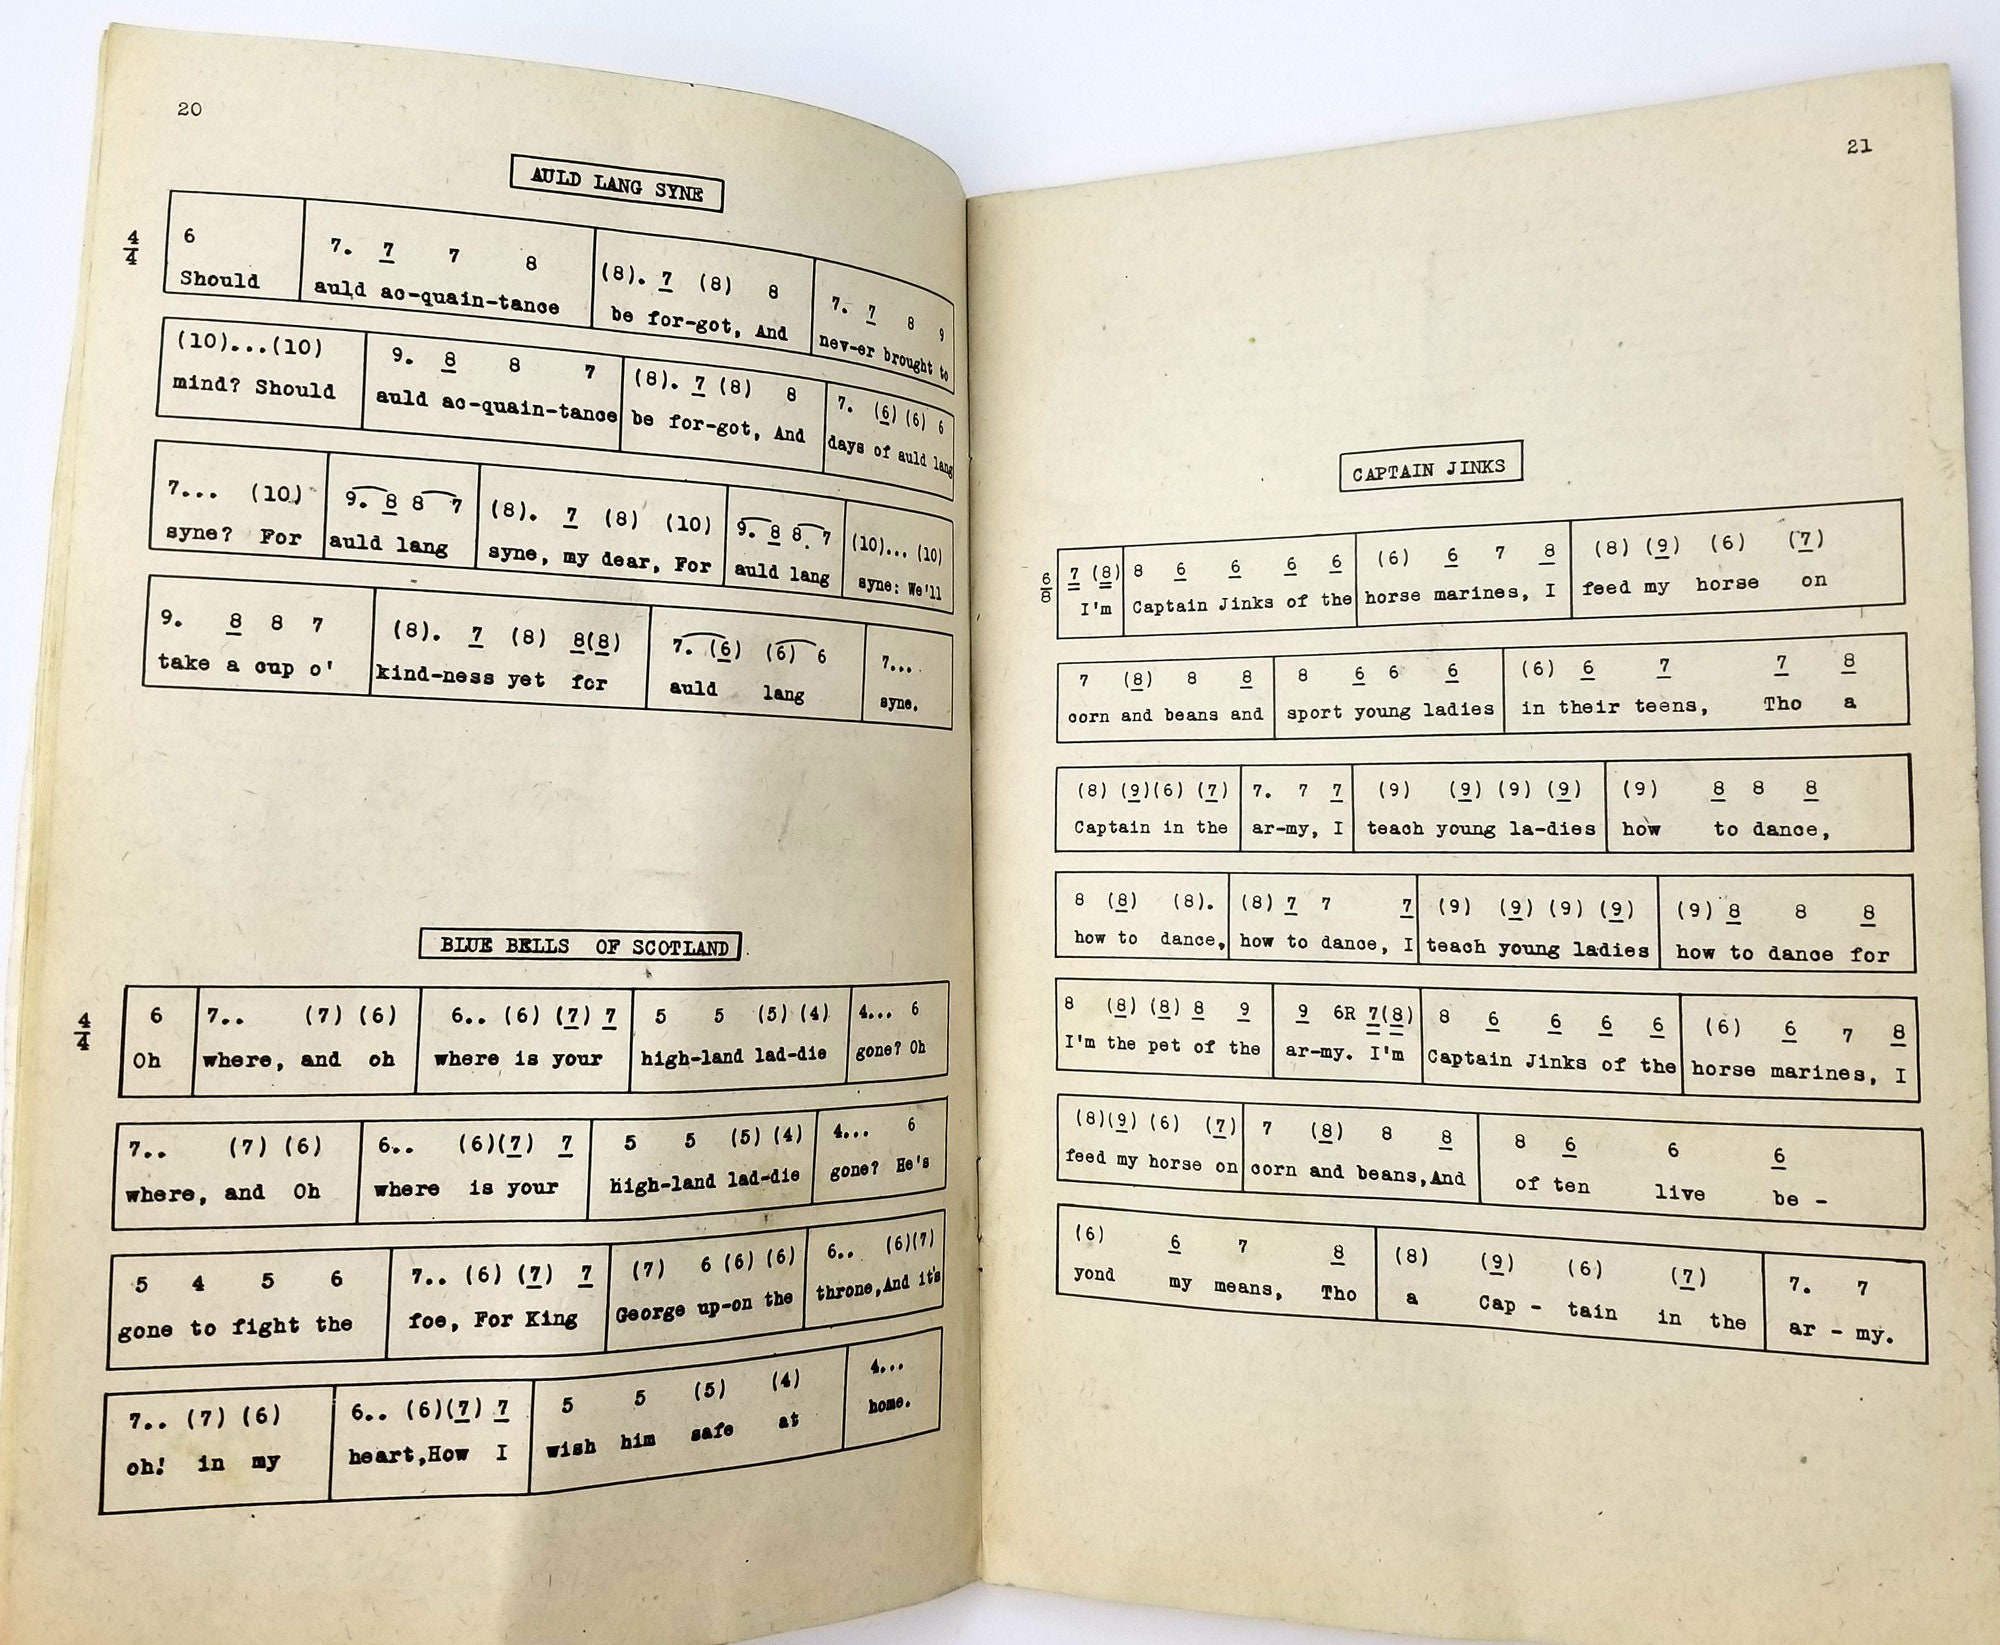 20
AULD LANG SYNE
4/4
6 7. 7 7 8 (8). 7 (8) 8 7. 7 8 9
Should auld ac-quain-tance be for-got, And nev-er brought to
(10)...(10) 9. 8 8 7 (8). 7 (8) 8 7. (6) (6) 6
mind? Should auld ac-quain-tance be for-got, And days of auld lang
7... (10) 9. 8 8 7 (8). 7 (8) (10) 9. 8 8 7 (10)... (10)
syne? For auld lang syne, my dear, For auld lang syne: We'll
9. 8 8 7 (8). 7 (8) 8(8) 7. (6) (6) 6 7...
take a cup o' kind-ness yet for auld lang syne.
BLUE BELLS OF SCOTLAND
4/4
6 7.. (7) (6) 6.. (6) (7) 7 5 5 (5) (4) 4... 6
Oh where, and oh where is your high-land lad-die gone? Oh
7.. (7) (6) 6.. (6)(7) 7 5 5 (5) (4) 4... 6
where, and Oh where is your high-land lad-die gone? He's
5 4 5 6 7.. (6) (7) 7 (7) 6 (6) (6) 6.. (6)(7)
gone to fight the foe, For King George up-on the throne,And it's
7.. (7) (6) 6.. (6)(7) 7 5 5 (5) (4) 4...
oh! in my heart,How I wish him safe at home.
21
CAPTAIN JINKS
6/8
7 (8) 8 6 6 6 6 (6) 6 7 8 (8) (9) (6) (7)
I'm Captain Jinks of the horse marines, I feed my horse on
7 (8) 8 8 8 6 6 6 (6) 6 7 7 8
corn and beans and sport young ladies in their teens, Tho a
(8) (9)(6) (7) 7. 7 7 (9) (9) (9) (9) (9) 8 8 8
Captain in the ar-my, I teach young la-dies how to dance,
8 (8) (8). (8) 7 7 7 (9) (9) (9) (9) (9) 8 8 8
how to dance, how to dance, I teach young ladies how to dance for
8 (8) (8) 8 9 9 6R 7(8) 8 6 6 6 6 (6) 6 7 8
I'm the pet of the ar-my. I'm Captain Jinks of the horse marines, I
(8)(9) (6) (7) 7 (8) 8 8 8 6 6 6
feed my horse on corn and beans,And of ten live be -
(6) 6 7 8 (8) (9) (6) (7) 7. 7
yond my means, Tho a Cap - tain in the ar - my.